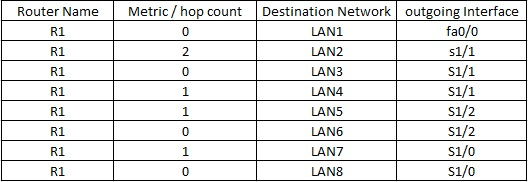 Router Name Metric / hop count Destination Network outgoing Interface
R1 0 LAN1 fa0/0
R1 2 LAN2 s1/1
R1 0 LAN3 S1/1
R1 1 LAN4 S1/1
R1 1 LAN5 S1/2
R1 0 LAN6 S1/2
R1 1 LAN7 S1/0
R1 0 LAN8 S1/0